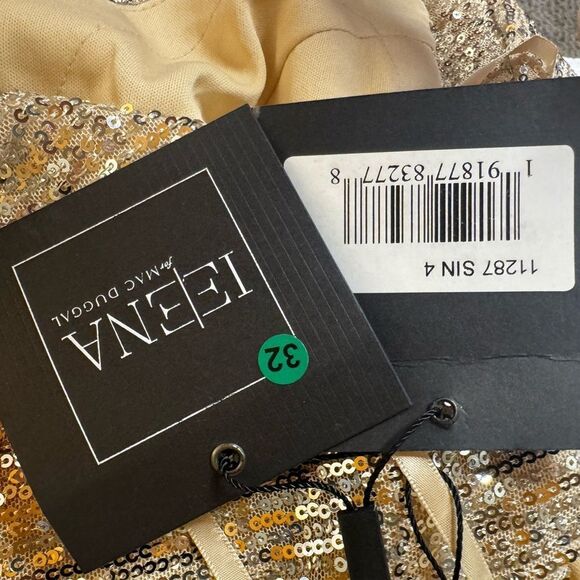 IEENA
for MAC DUGGAL
32
11287 SIN 4
1 91877 83277 8